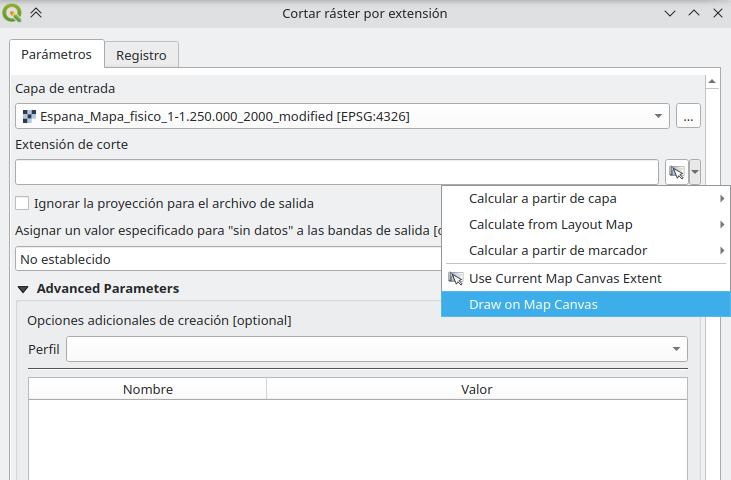 Cortar ráster por extensión
Parámetros
Registro
Capa de entrada
Espana_Mapa_fisico_1-1.250.000_2000_modified [EPSG:4326]
...
Extensión de corte
Calcular a partir de capa
Ignorar la proyección para el archivo de salida
Calculate from Layout Map
Asignar un valor especificado para "sin datos" a las bandas de salida [o
Calcular a partir de marcador
No establecido
Use Current Map Canvas Extent
Advanced Parameters
Draw on Map Canvas
Opciones adicionales de creación [optional]
Perfil
Nombre
Valor